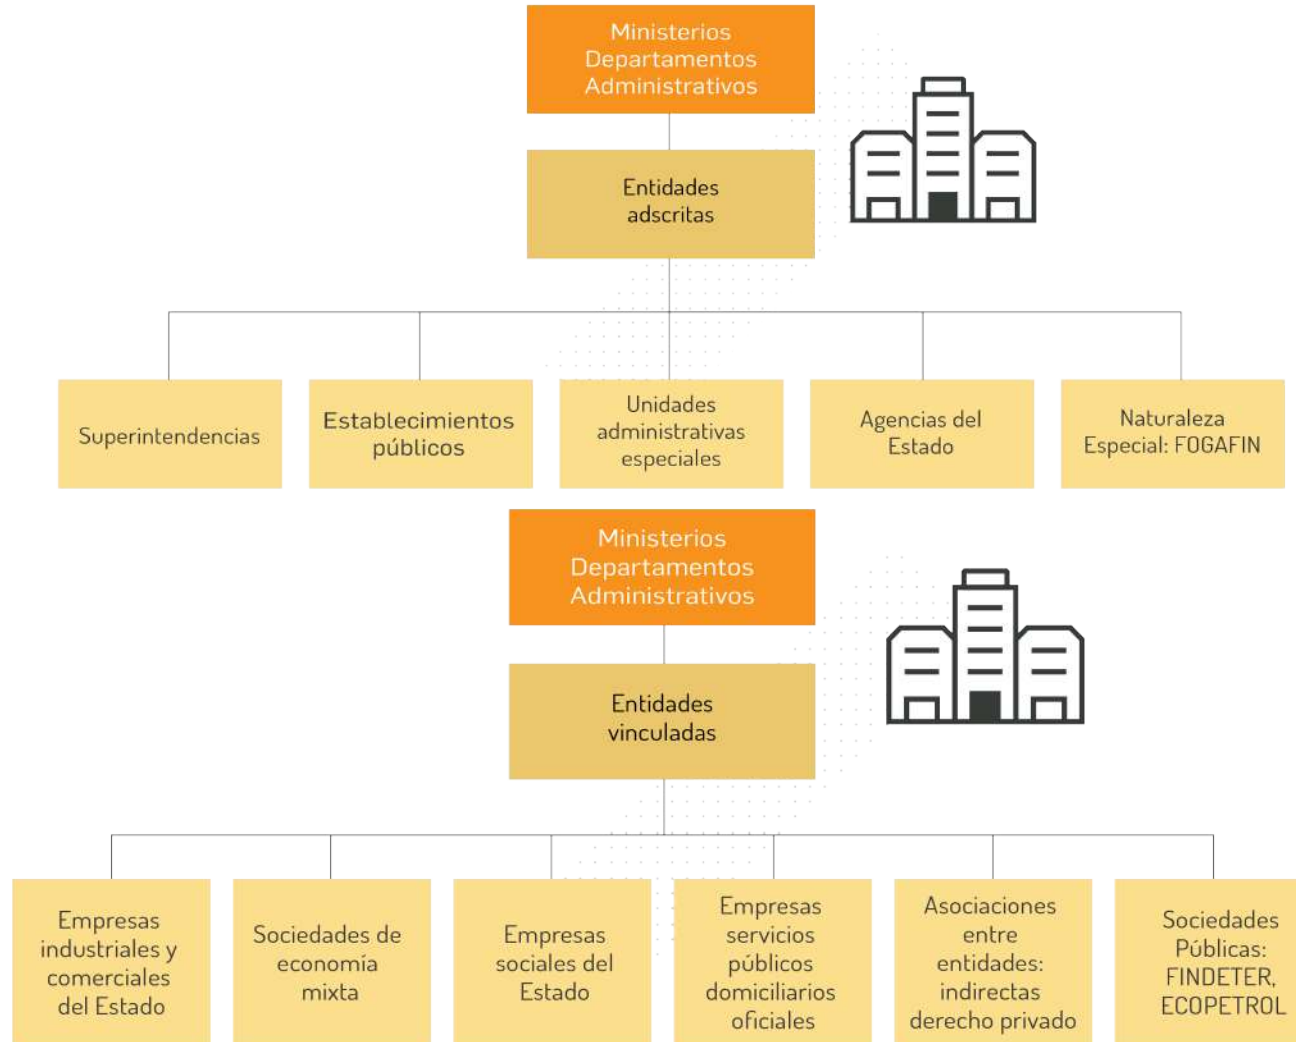 Ministerios
Departamentos
Administrativos
Entidades
adscritas
Superintendencias
Establecimientos
públicos
Unidades
administrativas
especiales
Agencias del
Estado
Naturaleza
Especial: FOGAFIN
Ministerios
Departamentos
Administrativos
Entidades
vinculadas
Empresas
industriales y
comerciales
del Estado
Sociedades de
economía
mixta
Empresas
sociales del
Estado
Empresas
servicios
públicos
domiciliarios
oficiales
Asociaciones
entre
entidades:
indirectas
derecho privado
Sociedades
Públicas:
FINDETER,
ECOPETROL